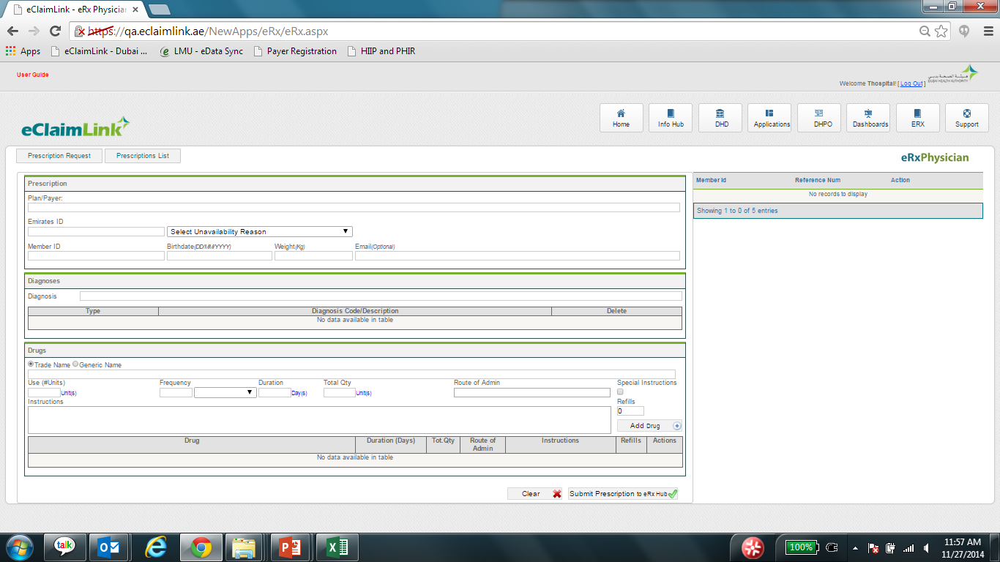 eClaimLink - eRx Physician
https://qa.eclaimlink.ae/NewApps/eRx/eRx.aspx
Apps eClaimLink - Dubai ... LMU - eData Sync Payer Registration HIIP and PHIR
User Guide
Welcome Thospital! [ Log Out ]
هيئة الصحة بدبي
DUBAI HEALTH AUTHORITY
eClaimLink
Home Info Hub DHD Applications DHPO Dashboards ERX Support
Prescription Request Prescriptions List
eRxPhysician
Prescription
Plan/Payer:
Emirates ID
Select Unavailability Reason
Member ID Birthdate(DD/MM/YYYY) Weight(Kg) Email(Optional)
Diagnoses
Diagnosis
Type Diagnosis Code/Description Delete
No data available in table
Drugs
Trade Name Generic Name
Use (#Units) Frequency Duration Total Qty Route of Admin Special Instructions
Unit(s) Day(s) Unit(s)
Instructions Refills
0
Add Drug
Drug Duration (Days) Tot.Qty Route of Admin Instructions Refills Actions
No data available in table
Clear Submit Prescription to eRx Hub
Member Id Reference Num Action
No records to display
Showing 1 to 0 of 5 entries
talk
100%
11:57 AM
11/27/2014